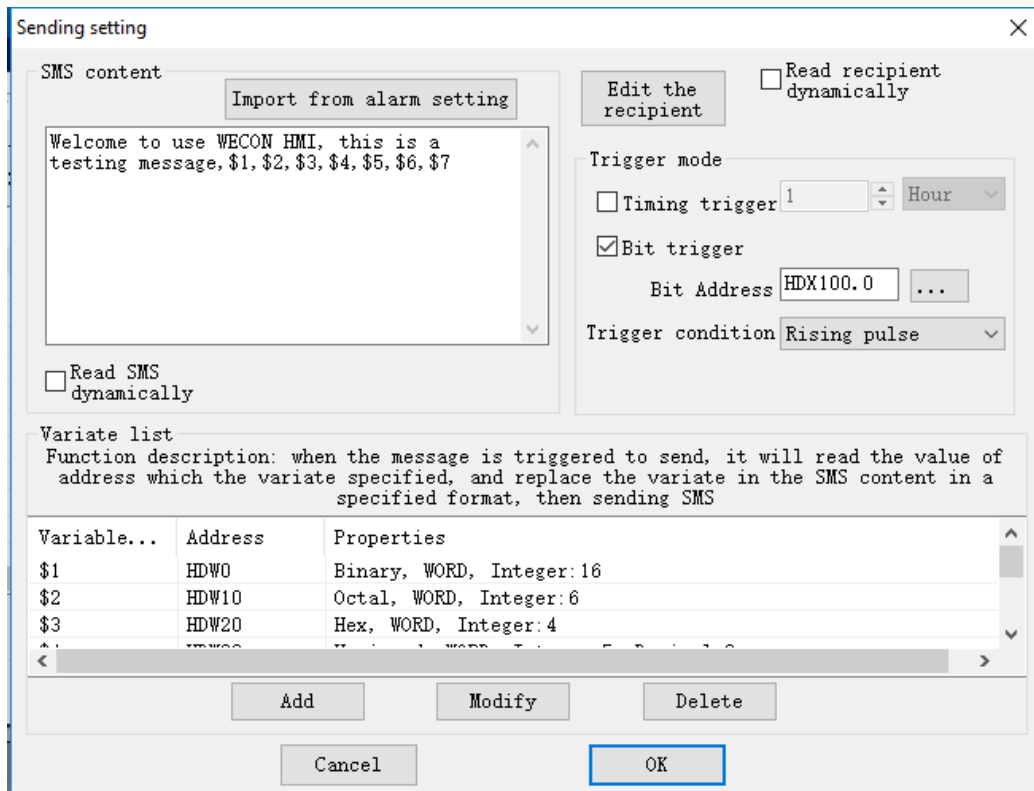 Sending setting
SMS content
Import from alarm setting
Welcome to use WECON HMI, this is a
testing message,$1,$2,$3,$4,$5,$6,$7
Read SMS
dynamically
Edit the
recipient
Read recipient
dynamically
Trigger mode
Timing trigger 1 Hour
Bit trigger
Bit Address HDX100.0 ...
Trigger condition Rising pulse
Variate list
Function description: when the message is triggered to send, it will read the value of
address which the variate specified, and replace the variate in the SMS content in a
specified format, then sending SMS
Variable... Address Properties
$1 HDW0 Binary, WORD, Integer:16
$2 HDW10 Octal, WORD, Integer:6
$3 HDW20 Hex, WORD, Integer:4
Add Modify Delete
Cancel OK